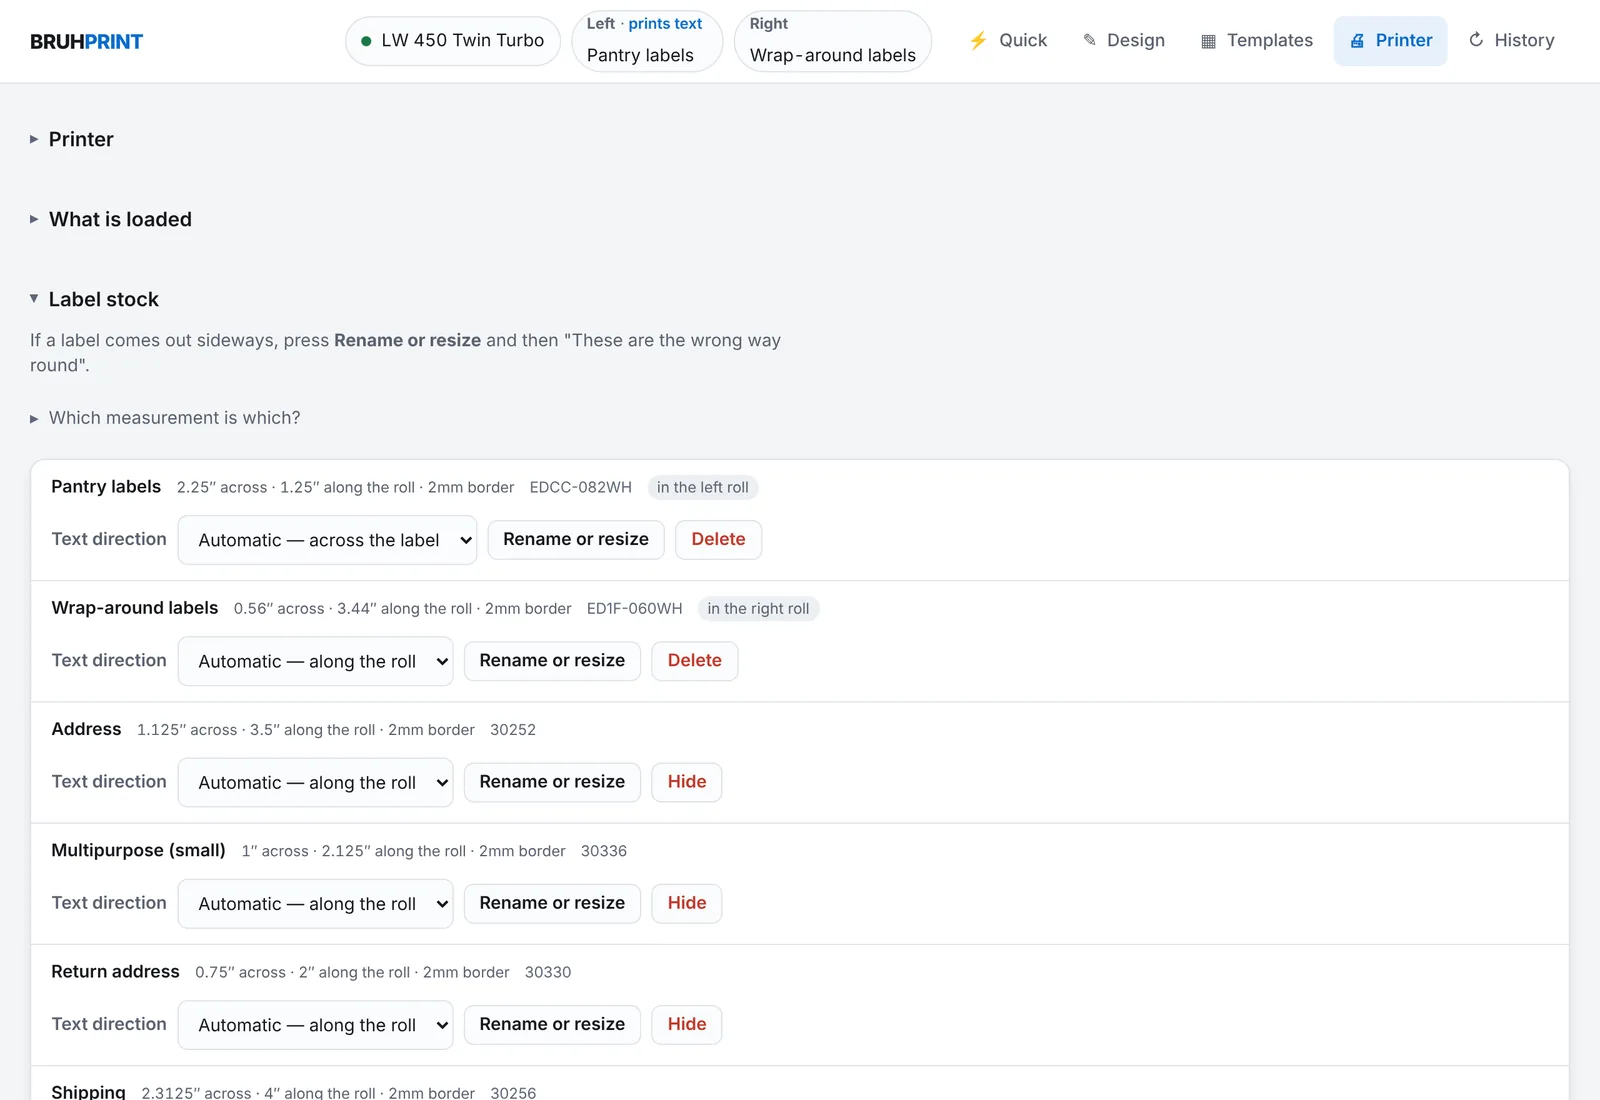 BRUHPRINT
LW 450 Twin Turbo
Left · prints text
Pantry labels
Right
Wrap-around labels
Quick
Design
Templates
Printer
History
Printer
What is loaded
Label stock
If a label comes out sideways, press Rename or resize and then "These are the wrong way
round".
Which measurement is which?
Pantry labels 2.25″ across · 1.25″ along the roll · 2mm border EDCC-082WH in the left roll
Text direction Automatic — across the label Rename or resize Delete
Wrap-around labels 0.56″ across · 3.44″ along the roll · 2mm border ED1F-060WH in the right roll
Text direction Automatic — along the roll Rename or resize Delete
Address 1.125″ across · 3.5″ along the roll · 2mm border 30252
Text direction Automatic — along the roll Rename or resize Hide
Multipurpose (small) 1″ across · 2.125″ along the roll · 2mm border 30336
Text direction Automatic — along the roll Rename or resize Hide
Return address 0.75″ across · 2″ along the roll · 2mm border 30330
Text direction Automatic — along the roll Rename or resize Hide
Shipping 2.3125″ across · 4″ along the roll · 2mm border 30256